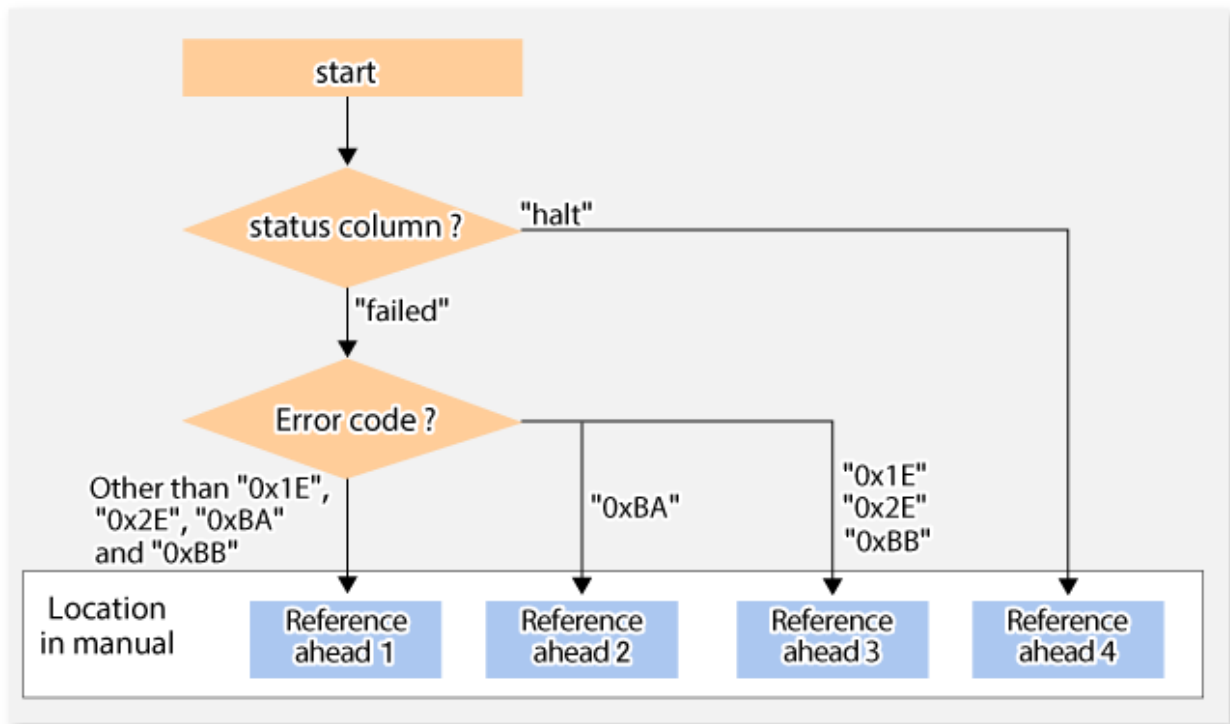 start
status column ?
"halt"
"failed"
Error code ?
Other than "0x1E",
"0x2E", "0xBA"
and "0xBB"
"0xBA"
"0x1E"
"0x2E"
"0xBB"
Location
in manual
Reference
ahead 1
Reference
ahead 2
Reference
ahead 3
Reference
ahead 4